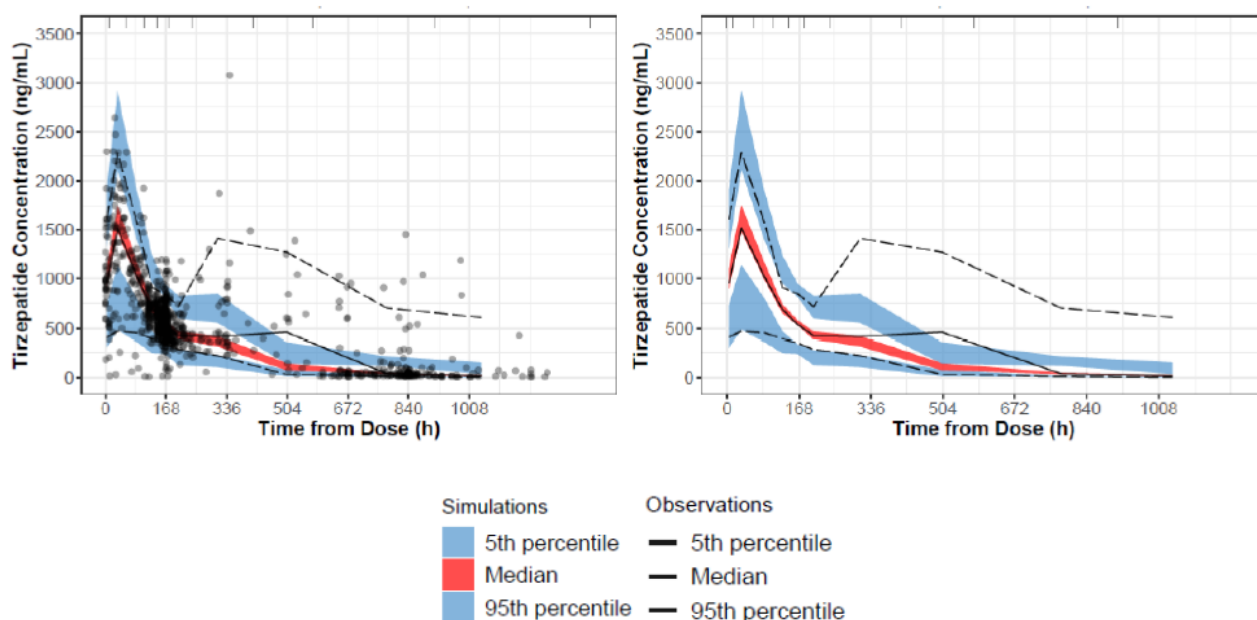 3500
3000
2500
2000
1500
1000
500
0
Tirzepatide Concentration (ng/mL)
0 168 336 504 672 840 1008
Time from Dose (h)
3500
3000
2500
2000
1500
1000
500
0
Tirzepatide Concentration (ng/mL)
0 168 336 504 672 840 1008
Time from Dose (h)
Simulations Observations
5th percentile 5th percentile
Median Median
95th percentile 95th percentile